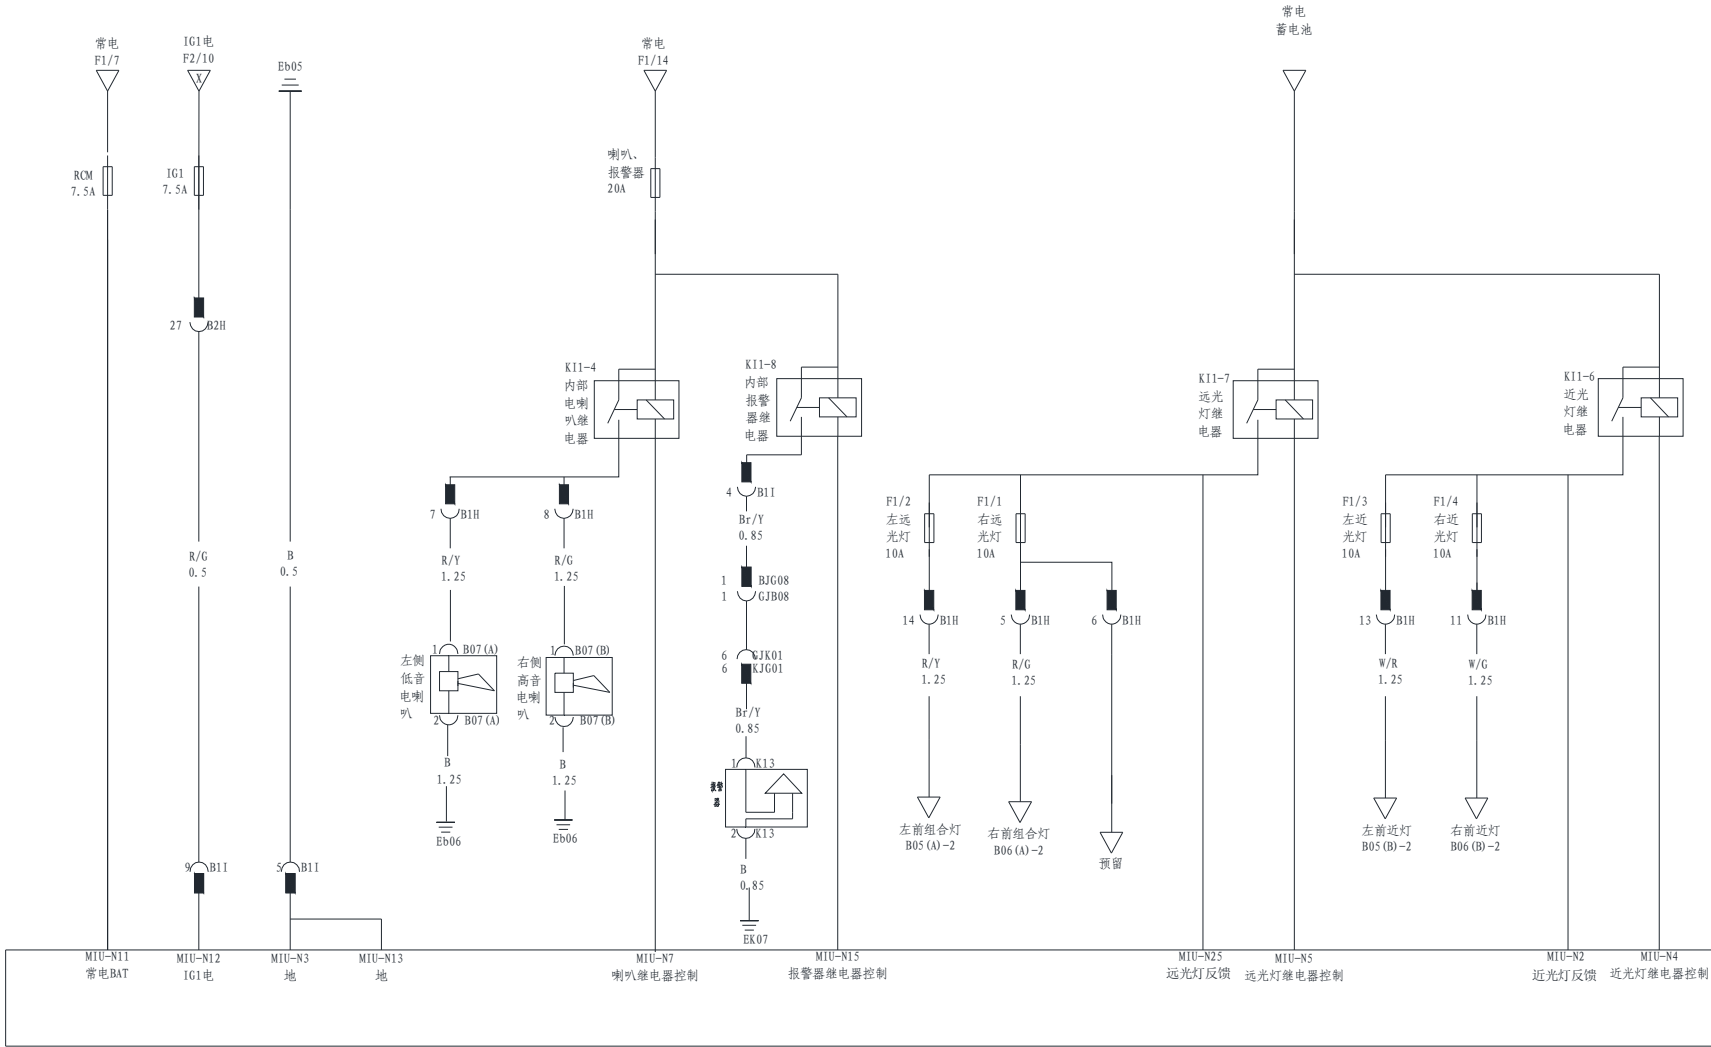 常电
F1/7
IG1电
F2/10
X
Eb05
常电
F1/14
常电
蓄电池
RCM
7.5A
IG1
7.5A
喇叭、
报警器
20A
27
B2H
KI1-4
内部
电喇
叭继
电器
KI1-8
内部
报警
器继
电器
KI1-7
远光
灯继
电器
KI1-6
近光
灯继
电器
7
B1H
8
B1H
4
B1I
F1/2
左远
光灯
10A
F1/1
右远
光灯
10A
F1/3
左近
光灯
10A
F1/4
右近
光灯
10A
R/G
0.5
B
0.5
R/Y
1.25
R/G
1.25
Br/Y
0.85
1
BJG08
1
GJB08
14
B1H
5
B1H
6
B1H
13
B1H
11
B1H
左侧
低音
电喇
叭
1
B07(A)
2
B07(A)
右侧
高音
电喇
叭
1
B07(B)
2
B07(B)
6
GJK01
6
KJG01
R/Y
1.25
R/G
1.25
W/R
1.25
W/G
1.25
Br/Y
0.85
B
1.25
B
1.25
1
K13
报警
器
2
K13
Eb06
Eb06
左前组合灯
B05(A)-2
右前组合灯
B06(A)-2
预留
左前近灯
B05(B)-2
右前近灯
B06(B)-2
9
B1I
5
B1I
B
0.85
EK07
MIU-N11
常电BAT
MIU-N12
IG1电
MIU-N3
地
MIU-N13
地
MIU-N7
喇叭继电器控制
MIU-N15
报警器继电器控制
MIU-N25
远光灯反馈
MIU-N5
远光灯继电器控制
MIU-N2
近光灯反馈
MIU-N4
近光灯继电器控制